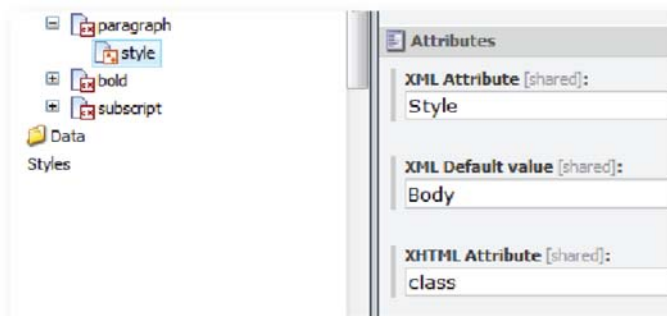 paragraph
style
bold
subscript
Data
Styles
Attributes
XML Attribute [shared]:
Style
XML Default value [shared]:
Body
XHTML Attribute [shared]:
class